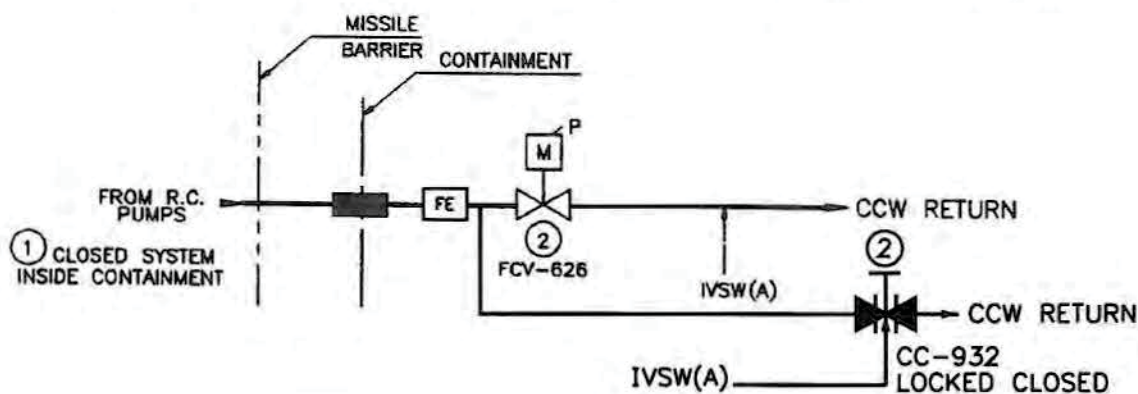 MISSILE
BARRIER
CONTAINMENT
P
M
FROM R.C.
PUMPS
FE
CCW RETURN
1 CLOSED SYSTEM
INSIDE CONTAINMENT
2
FCV-626
IVSW(A)
2
CCW RETURN
CC-932
LOCKED CLOSED
IVSW(A)